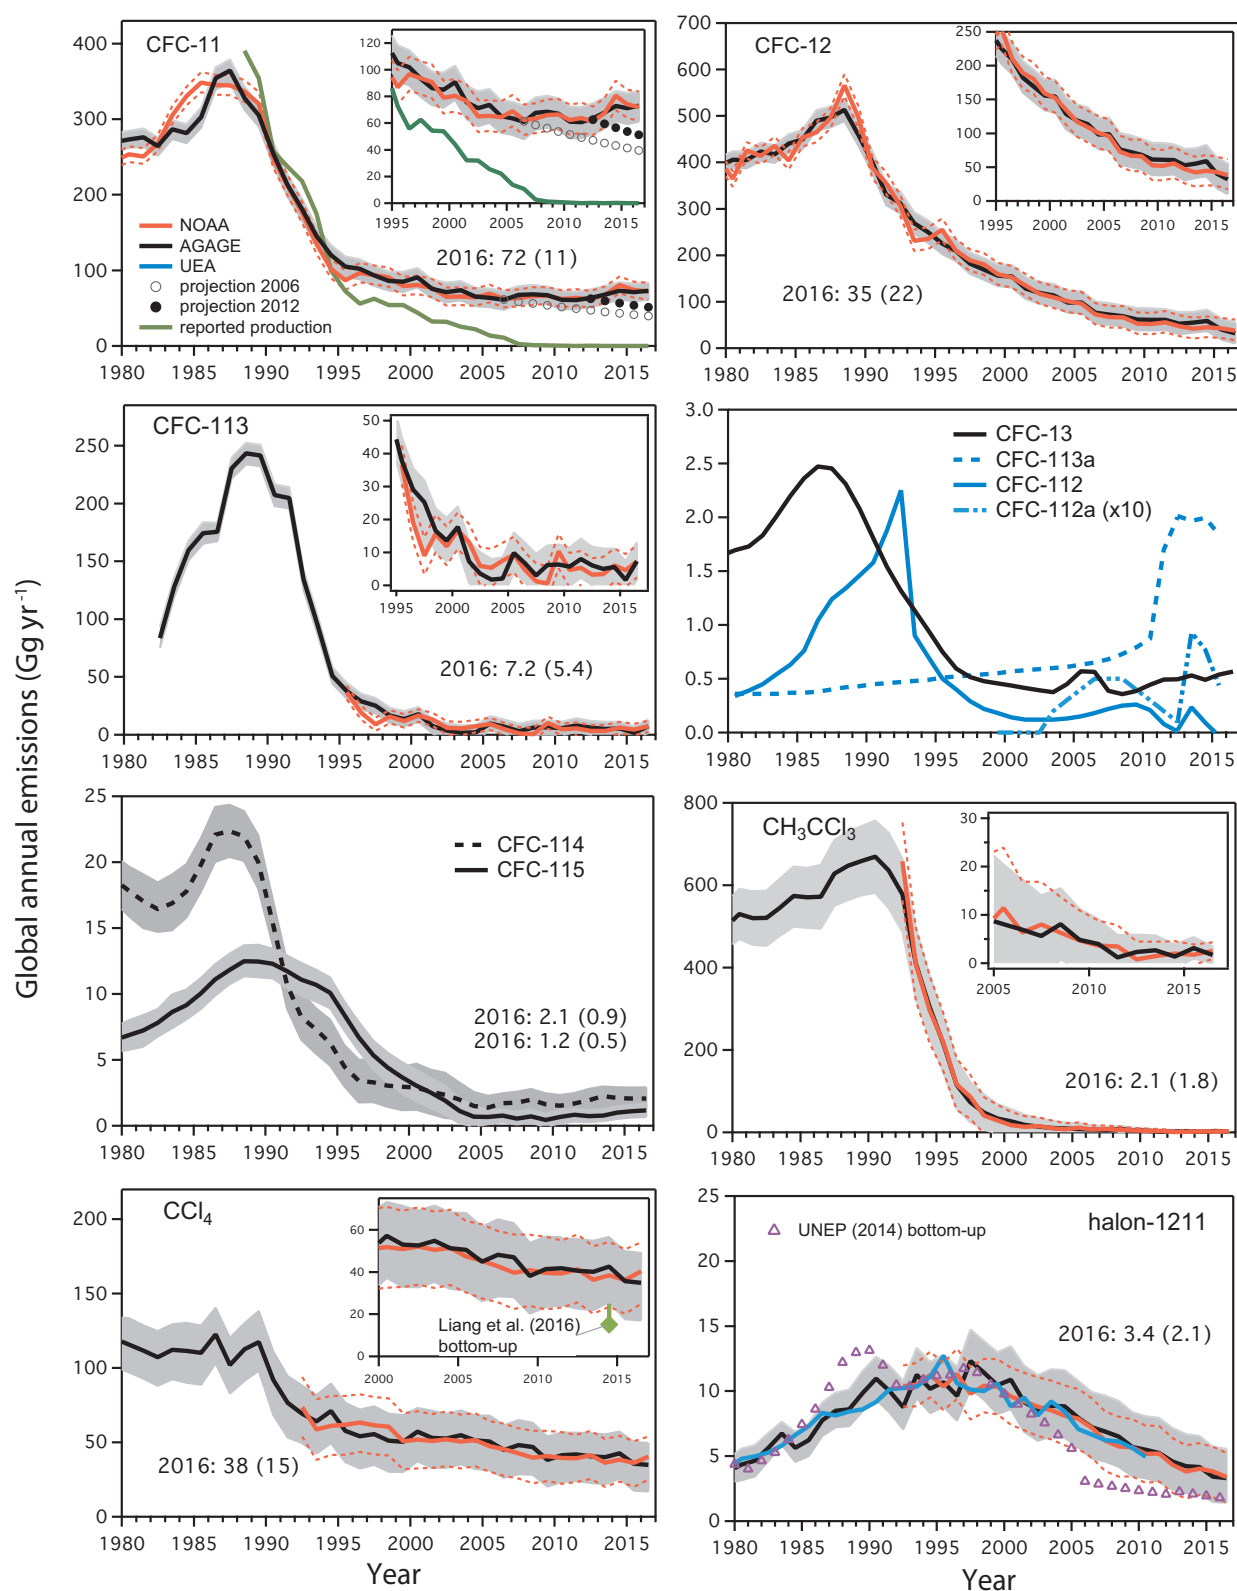 Global annual emissions (Gg yr⁻¹)
CFC-11
400
300
200
100
0
1980 1985 1990 1995 2000 2005 2010 2015
NOAA
AGAGE
UEA
projection 2006
projection 2012
reported production
2016: 72 (11)
120
100
80
60
40
20
0
1995 2000 2005 2010 2015
CFC-12
700
600
500
400
300
200
100
0
1980 1985 1990 1995 2000 2005 2010 2015
2016: 35 (22)
250
200
150
100
50
0
1995 2000 2005 2010 2015
CFC-113
250
200
150
100
50
0
1980 1985 1990 1995 2000 2005 2010 2015
2016: 7.2 (5.4)
50
40
30
20
10
0
1995 2000 2005 2010 2015
3.0
2.5
2.0
1.5
1.0
0.5
0.0
1980 1985 1990 1995 2000 2005 2010 2015
CFC-13
CFC-113a
CFC-112
CFC-112a (x10)
25
20
15
10
5
0
1980 1985 1990 1995 2000 2005 2010 2015
CFC-114
CFC-115
2016: 2.1 (0.9)
2016: 1.2 (0.5)
CH₃CCl₃
800
600
400
200
0
1980 1985 1990 1995 2000 2005 2010 2015
2016: 2.1 (1.8)
30
20
10
0
2005 2010 2015
CCl₄
200
150
100
50
0
1980 1985 1990 1995 2000 2005 2010 2015
2016: 38 (15)
60
40
20
0
2000 2005 2010 2015
Liang et al. (2016)
bottom-up
Year
halon-1211
UNEP (2014) bottom-up
25
20
15
10
5
0
1980 1985 1990 1995 2000 2005 2010 2015
2016: 3.4 (2.1)
Year